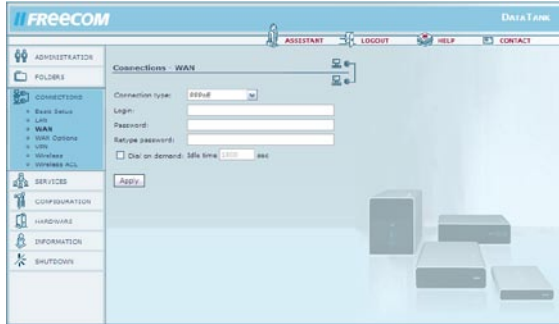 FREECOM
DATATANK
ASSISTANT
LOGOUT
HELP
CONTACT
ADMINISTRATION
FOLDERS
CONNECTIONS
Basic Setup
LAN
WAN
WAN Options
VPN
Wireless
Wireless ACL
SERVICES
CONFIGURATION
HARDWARE
INFORMATION
SHUTDOWN
Connections - WAN
Connection type: PPPoE
Login:
Password:
Retype password:
Dial on demand: Idle time 1800 sec
Apply